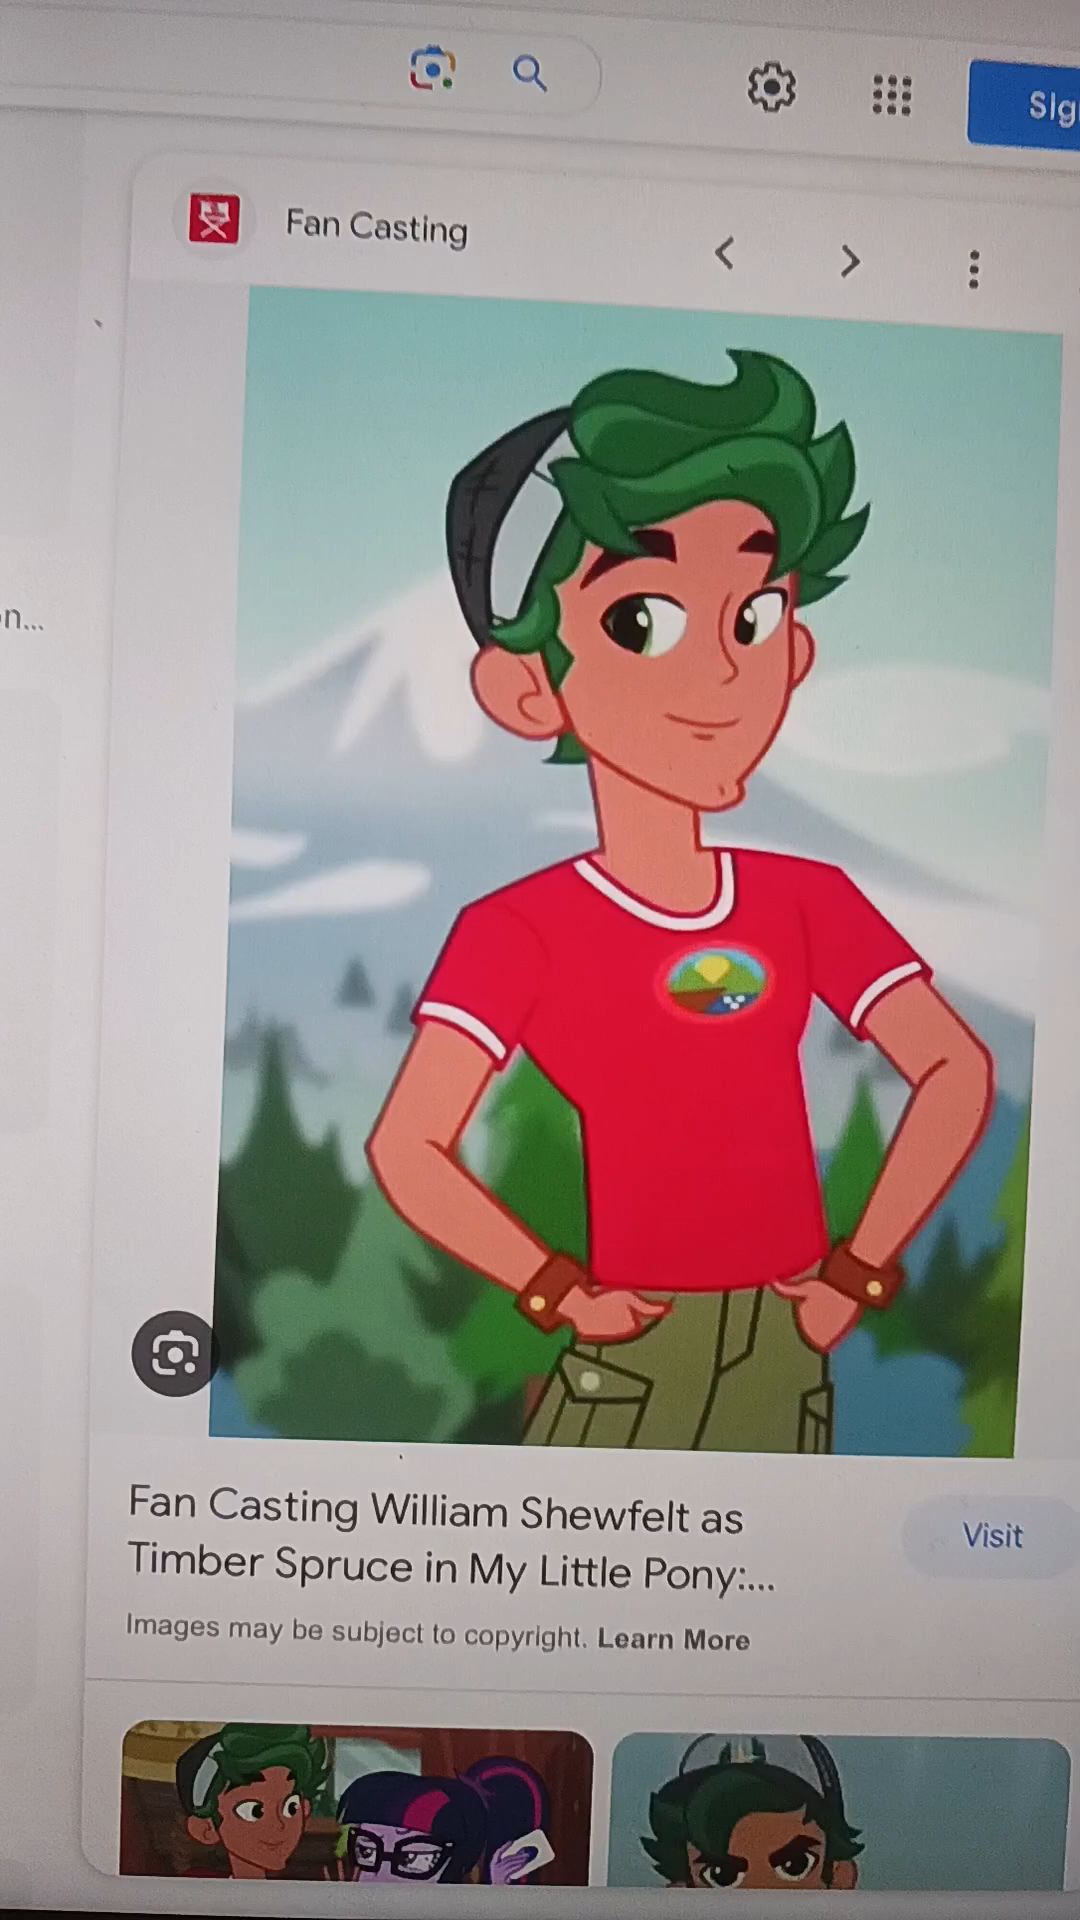 Fan Casting
n...
Fan Casting William Shewfelt as
Timber Spruce in My Little Pony:...
Visit
Images may be subject to copyright. Learn More